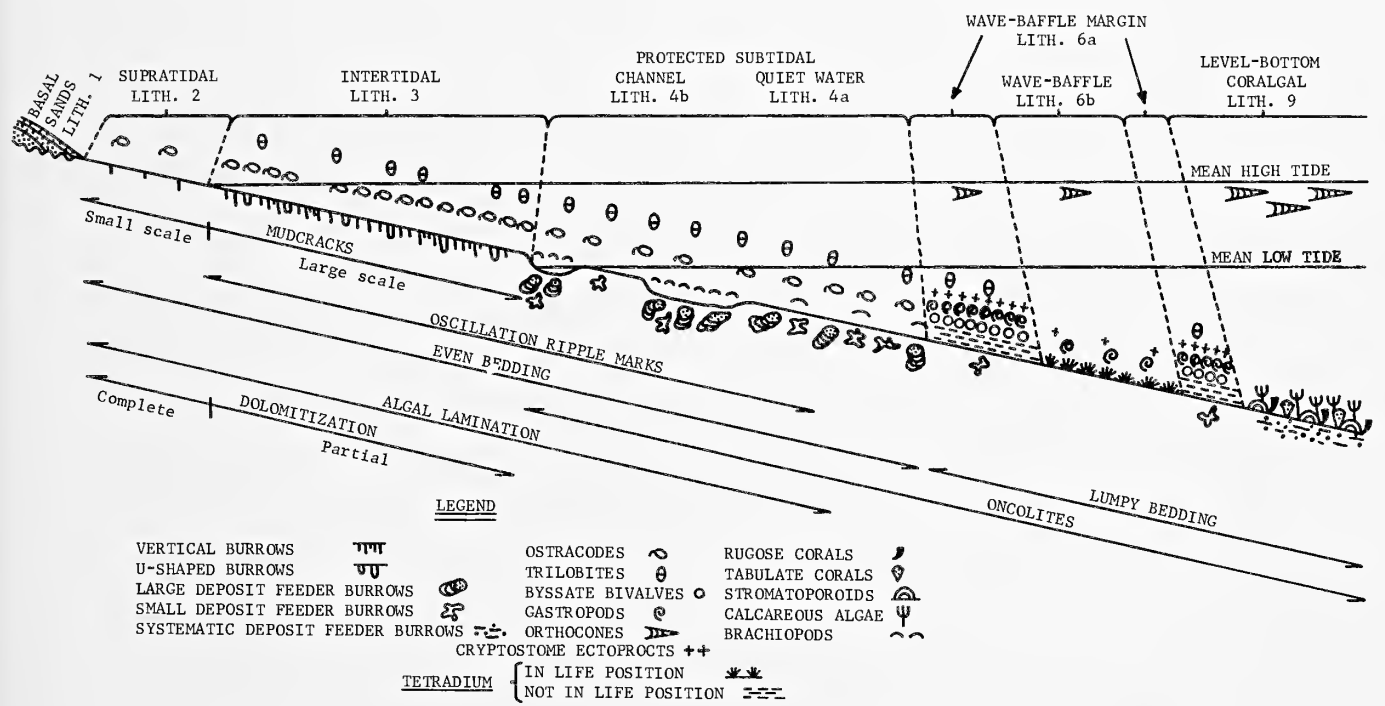 WAVE-BAFFLE MARGIN
LITH. 6a
BASAL
SANDS
LITH. 1
SUPRATIDAL
LITH. 2
INTERTIDAL
LITH. 3
PROTECTED SUBTIDAL
CHANNEL
LITH. 4b
QUIET WATER
LITH. 4a
WAVE-BAFFLE
LITH. 6b
LEVEL-BOTTOM
CORALGAL
LITH. 9
MEAN HIGH TIDE
MEAN LOW TIDE
Small scale
MUDCRACKS
Large scale
OSCILLATION RIPPLE MARKS
EVEN BEDDING
ALGAL LAMINATION
Complete
DOLOMITIZATION
Partial
ONCOLITES
LUMPY BEDDING
LEGEND
VERTICAL BURROWS
U-SHAPED BURROWS
LARGE DEPOSIT FEEDER BURROWS
SMALL DEPOSIT FEEDER BURROWS
SYSTEMATIC DEPOSIT FEEDER BURROWS
OSTRACODES
TRILOBITES
BYSSATE BIVALVES
GASTROPODS
ORTHOCONES
RUGOSE CORALS
TABULATE CORALS
STROMATOPOROIDS
CALCAREOUS ALGAE
BRACHIOPODS
CRYPTOSTOME ECTOPROCTS
TETRADIUM
IN LIFE POSITION
NOT IN LIFE POSITION